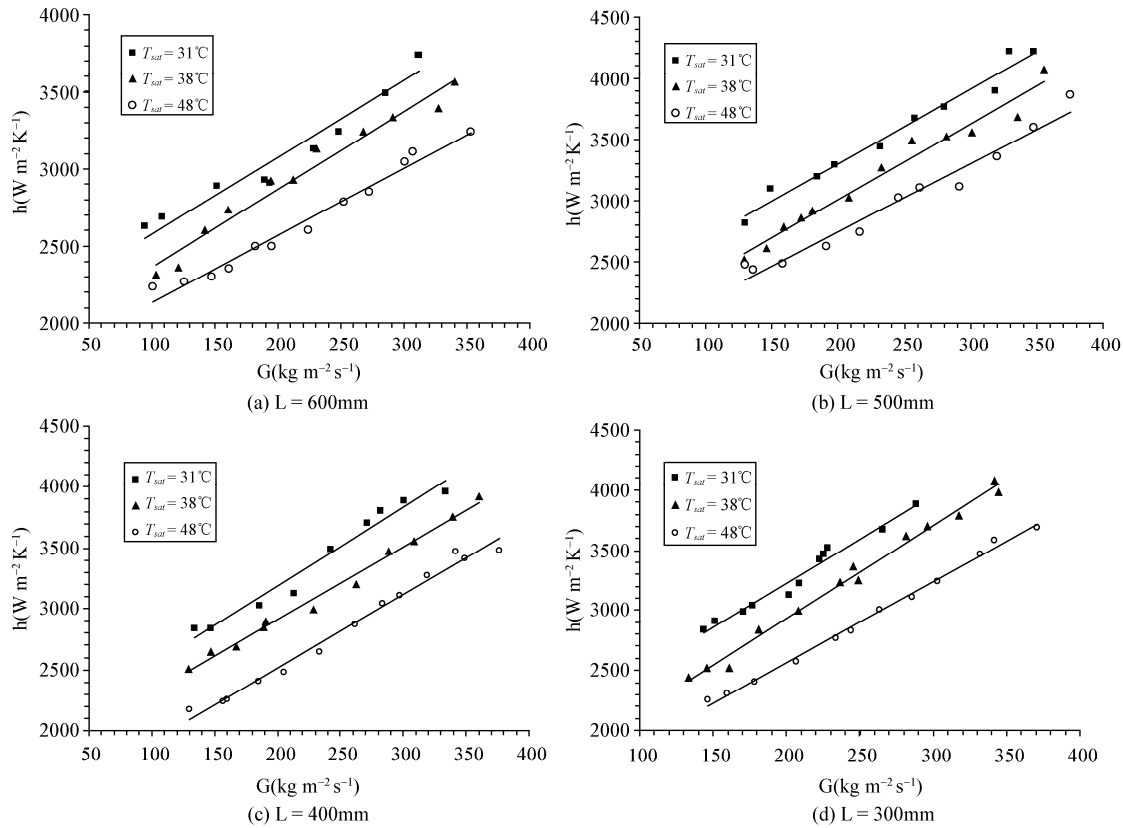 4000
3500
3000
2500
2000
h(W m⁻² K⁻¹)
T_sat = 31℃
T_sat = 38℃
T_sat = 48℃
50 100 150 200 250 300 350 400
G(kg m⁻² s⁻¹)
(a) L = 600mm
4500
4000
3500
3000
2500
2000
h(W m⁻² K⁻¹)
T_sat = 31℃
T_sat = 38℃
T_sat = 48℃
50 100 150 200 250 300 350 400
G(kg m⁻² s⁻¹)
(b) L = 500mm
4500
4000
3500
3000
2500
2000
h(W m⁻² K⁻¹)
T_sat = 31℃
T_sat = 38℃
T_sat = 48℃
50 100 150 200 250 300 350 400
G(kg m⁻² s⁻¹)
(c) L = 400mm
4500
4000
3500
3000
2500
2000
h(W m⁻² K⁻¹)
T_sat = 31℃
T_sat = 38℃
T_sat = 48℃
100 150 200 250 300 350 400
G(kg m⁻² s⁻¹)
(d) L = 300mm